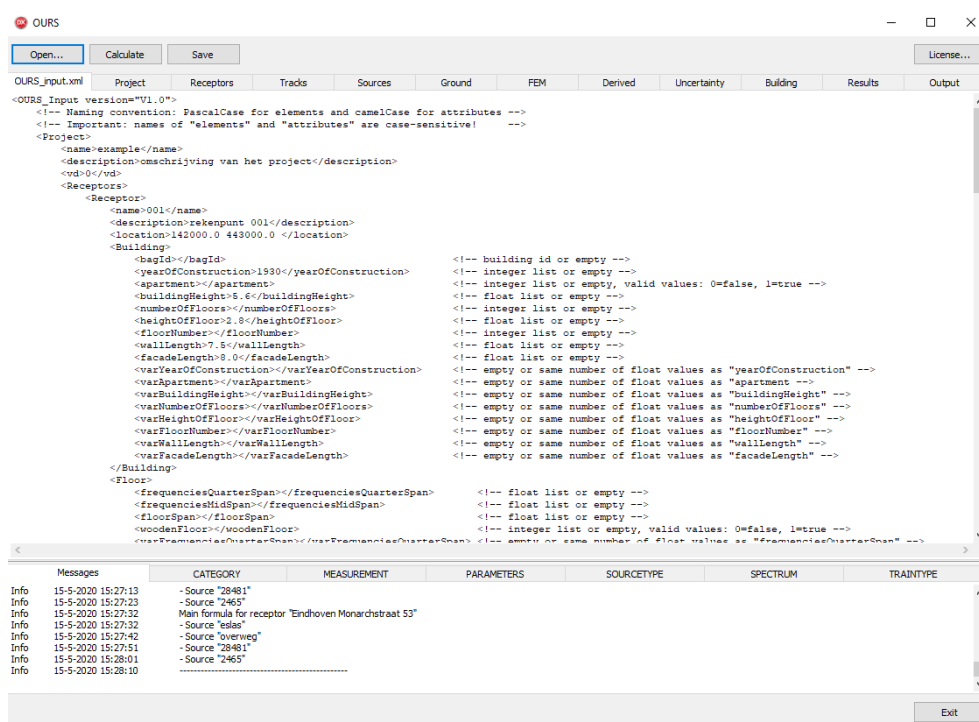 OURS
Open... Calculate Save License...
OURS_input.xml Project Receptors Tracks Sources Ground FEM Derived Uncertainty Building Results Output
<OURS_Input version="V1.0">
<!-- Naming convention: PascalCase for elements and camelCase for attributes -->
<!-- Important: names of "elements" and "attributes" are case-sensitive! -->
<Project>
<name>example</name>
<description>omschrijving van het project</description>
<vd>0</vd>
<Receptors>
<Receptor>
<name>001</name>
<description>rekenpunt 001</description>
<location>142000.0 443000.0 </location>
<Building>
<bagId></bagId> <!-- building id or empty -->
<yearOfConstruction>1930</yearOfConstruction> <!-- integer list or empty -->
<apartment></apartment> <!-- integer list or empty, valid values: 0=false, 1=true -->
<buildingHeight>5.6</buildingHeight> <!-- float list or empty -->
<numberOfFloors></numberOfFloors> <!-- integer list or empty -->
<heightOfFloor>2.8</heightOfFloor> <!-- float list or empty -->
<floorNumber></floorNumber> <!-- integer list or empty -->
<wallLength>7.5</wallLength> <!-- float list or empty -->
<facadeLength>8.0</facadeLength> <!-- float list or empty -->
<varYearOfConstruction></varYearOfConstruction> <!-- empty or same number of float values as "yearOfConstruction" -->
<varApartment></varApartment> <!-- empty or same number of float values as "apartment -->
<varBuildingHeight></varBuildingHeight> <!-- empty or same number of float values as "buildingHeight" -->
<varNumberOfFloors></varNumberOfFloors> <!-- empty or same number of float values as "numberOfFloors" -->
<varHeightOfFloor></varHeightOfFloor> <!-- empty or same number of float values as "heightOfFloor" -->
<varFloorNumber></varFloorNumber> <!-- empty or same number of float values as "floorNumber" -->
<varWallLength></varWallLength> <!-- empty or same number of float values as "wallLength" -->
<varFacadeLength></varFacadeLength> <!-- empty or same number of float values as "facadeLength" -->
</Building>
<Floor>
<frequenciesQuarterSpan></frequenciesQuarterSpan> <!-- float list or empty -->
<frequenciesMidSpan></frequenciesMidSpan> <!-- float list or empty -->
<floorSpan></floorSpan> <!-- float list or empty -->
<woodenFloor></woodenFloor> <!-- integer list or empty, valid values: 0=false, 1=true -->
<varFrequenciesQuarterSpan></varFrequenciesQuarterSpan> <!-- empty or same number of float values as "frequenciesQuarterSpan" -->
Messages CATEGORY MEASUREMENT PARAMETERS SOURCETYPE SPECTRUM TRAINTYPE
Info 15-5-2020 15:27:13 - Source "28481"
Info 15-5-2020 15:27:23 - Source "2465"
Info 15-5-2020 15:27:32 Main formula for receptor "Eindhoven Monarchstraat 53"
Info 15-5-2020 15:27:32 - Source "eslas"
Info 15-5-2020 15:27:42 - Source "overweg"
Info 15-5-2020 15:27:51 - Source "28481"
Info 15-5-2020 15:28:01 - Source "2465"
Info 15-5-2020 15:28:10 ------------------------------------------------
Exit